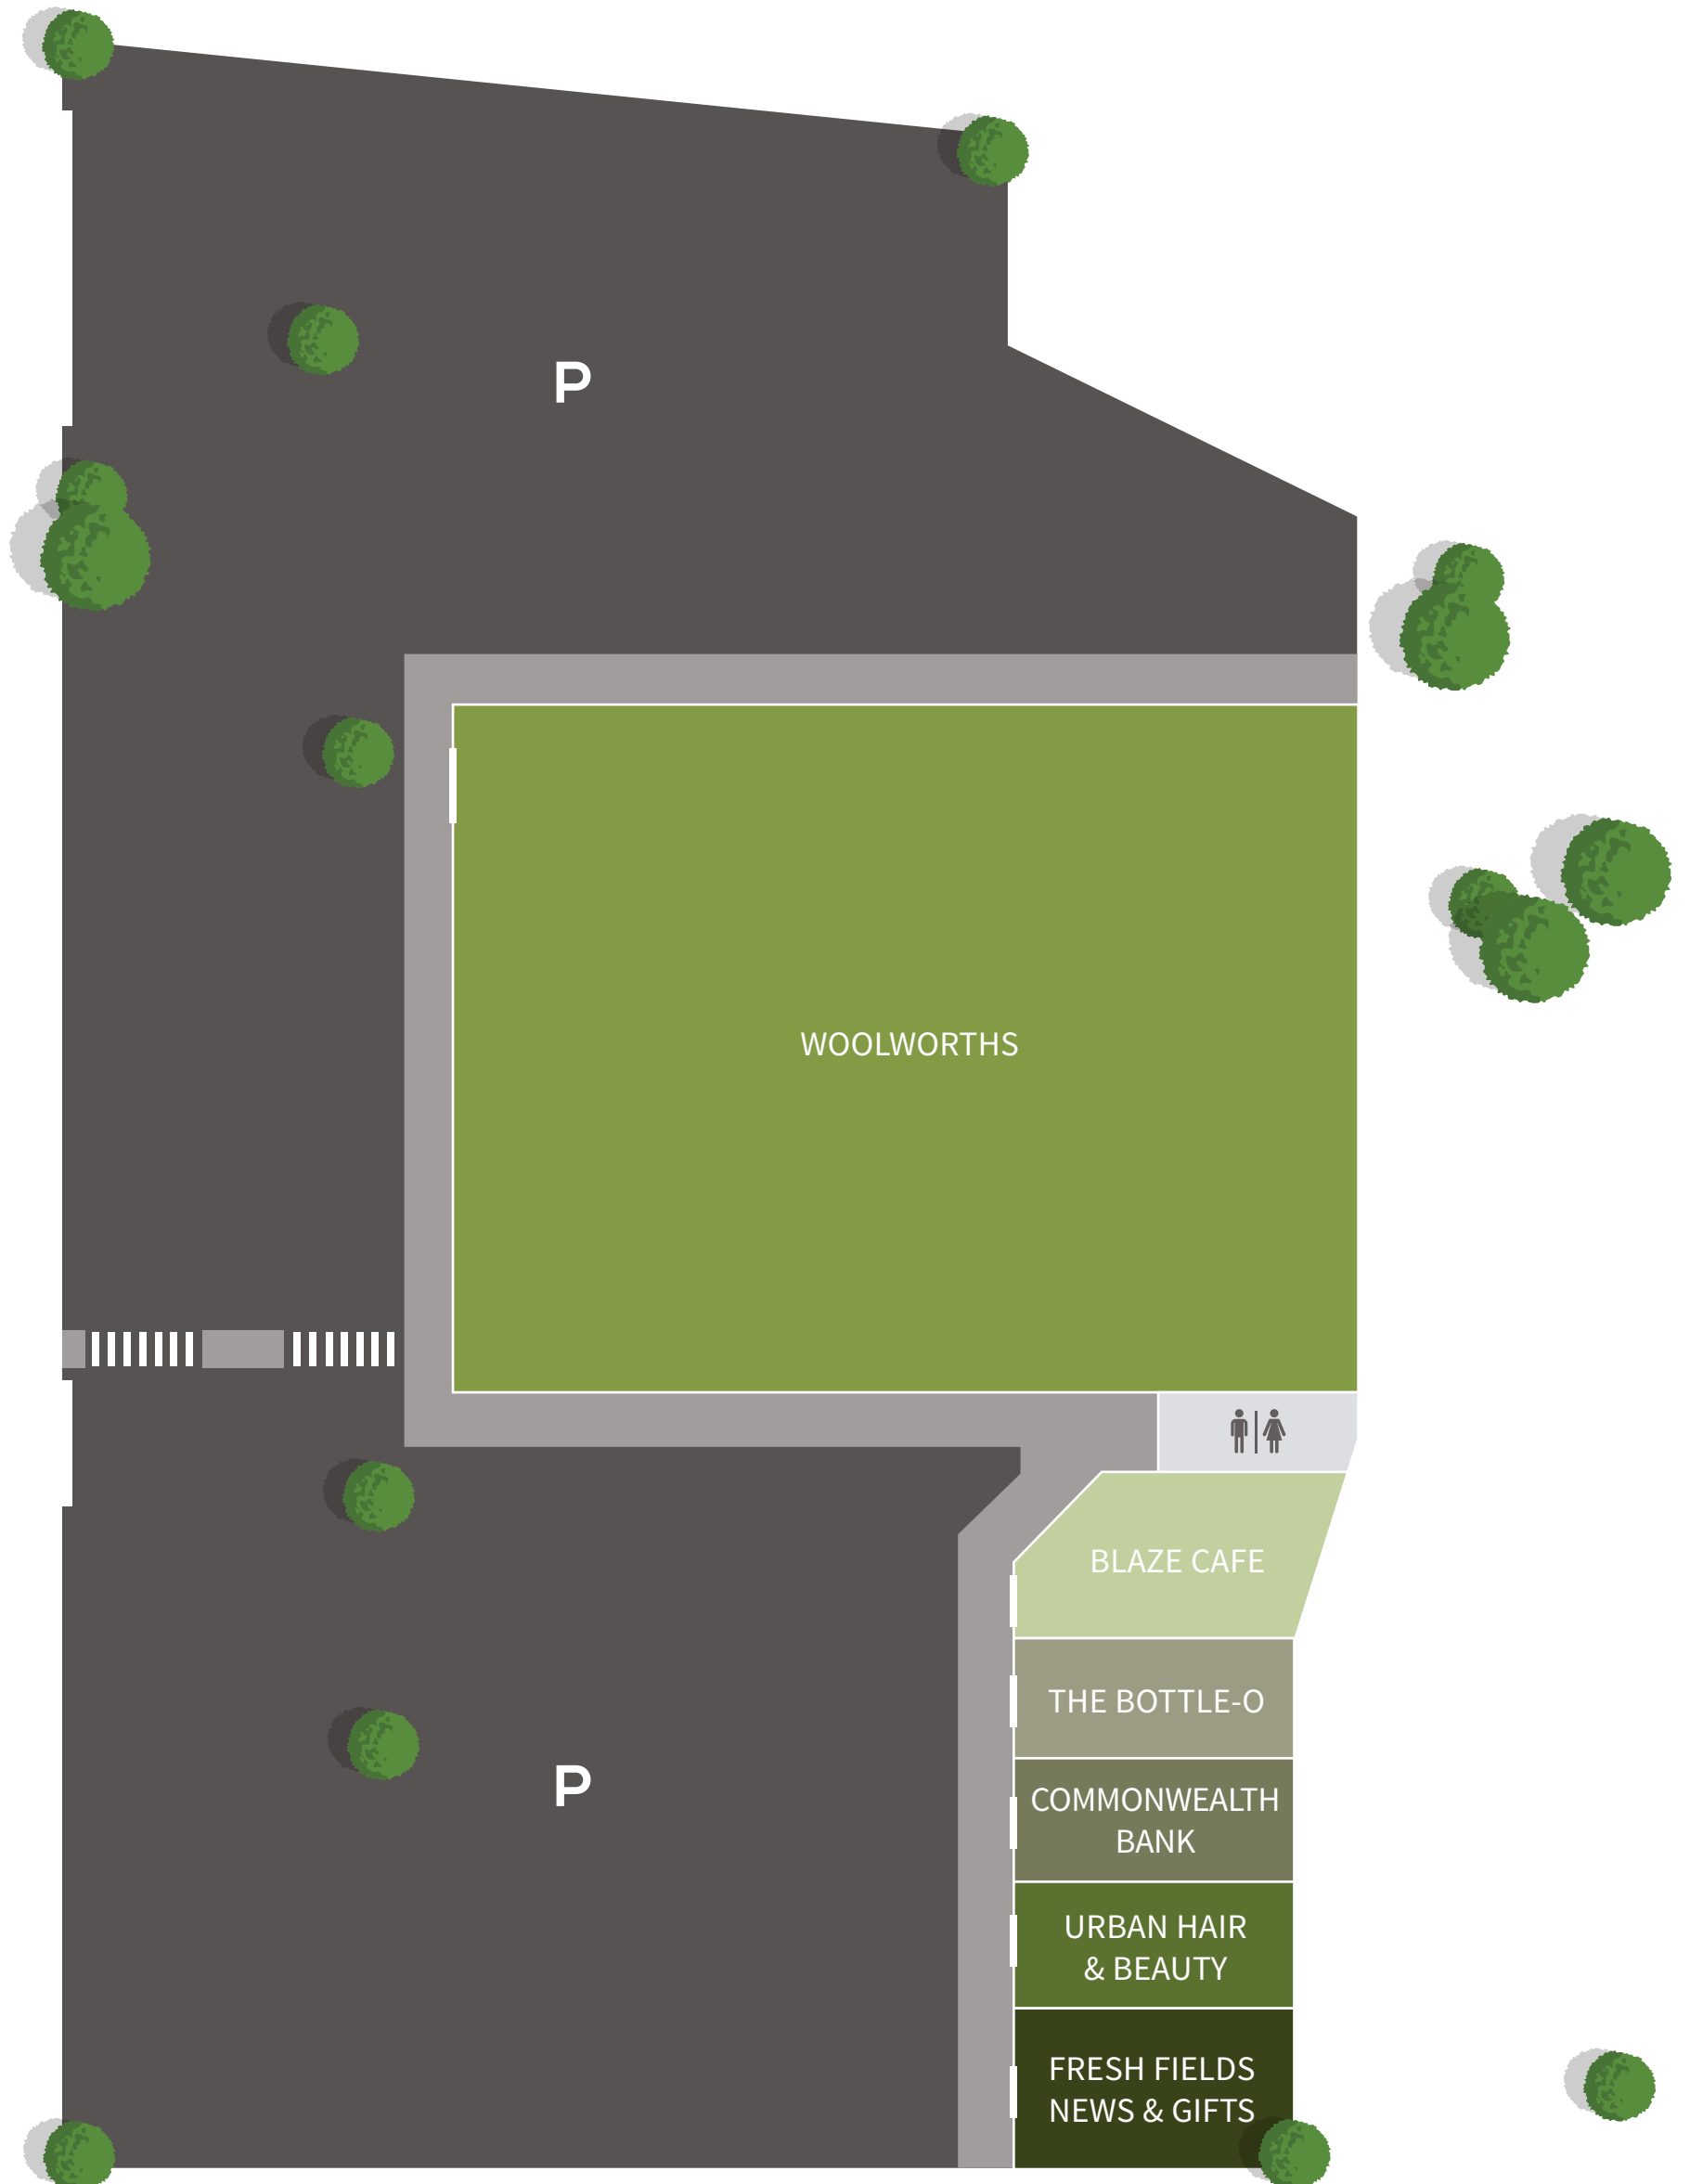 P
WOOLWORTHS
BLAZE CAFE
THE BOTTLE-O
P
COMMONWEALTH
BANK
URBAN HAIR
& BEAUTY
FRESH FIELDS
NEWS & GIFTS